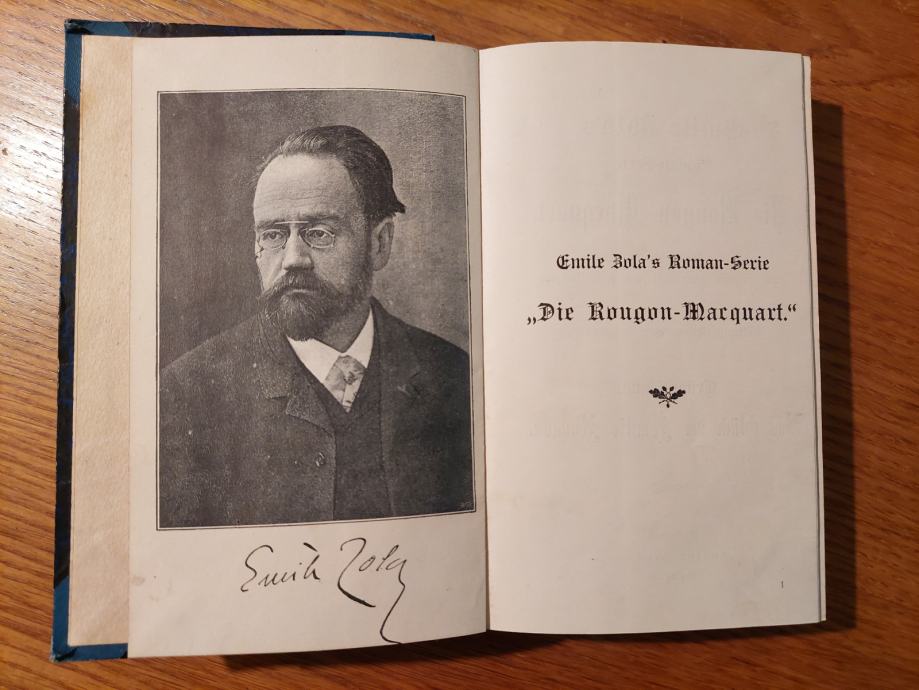 Emile Zola
Emile Zola's Roman-Serie
„Die Rougon-Macquart.“
1